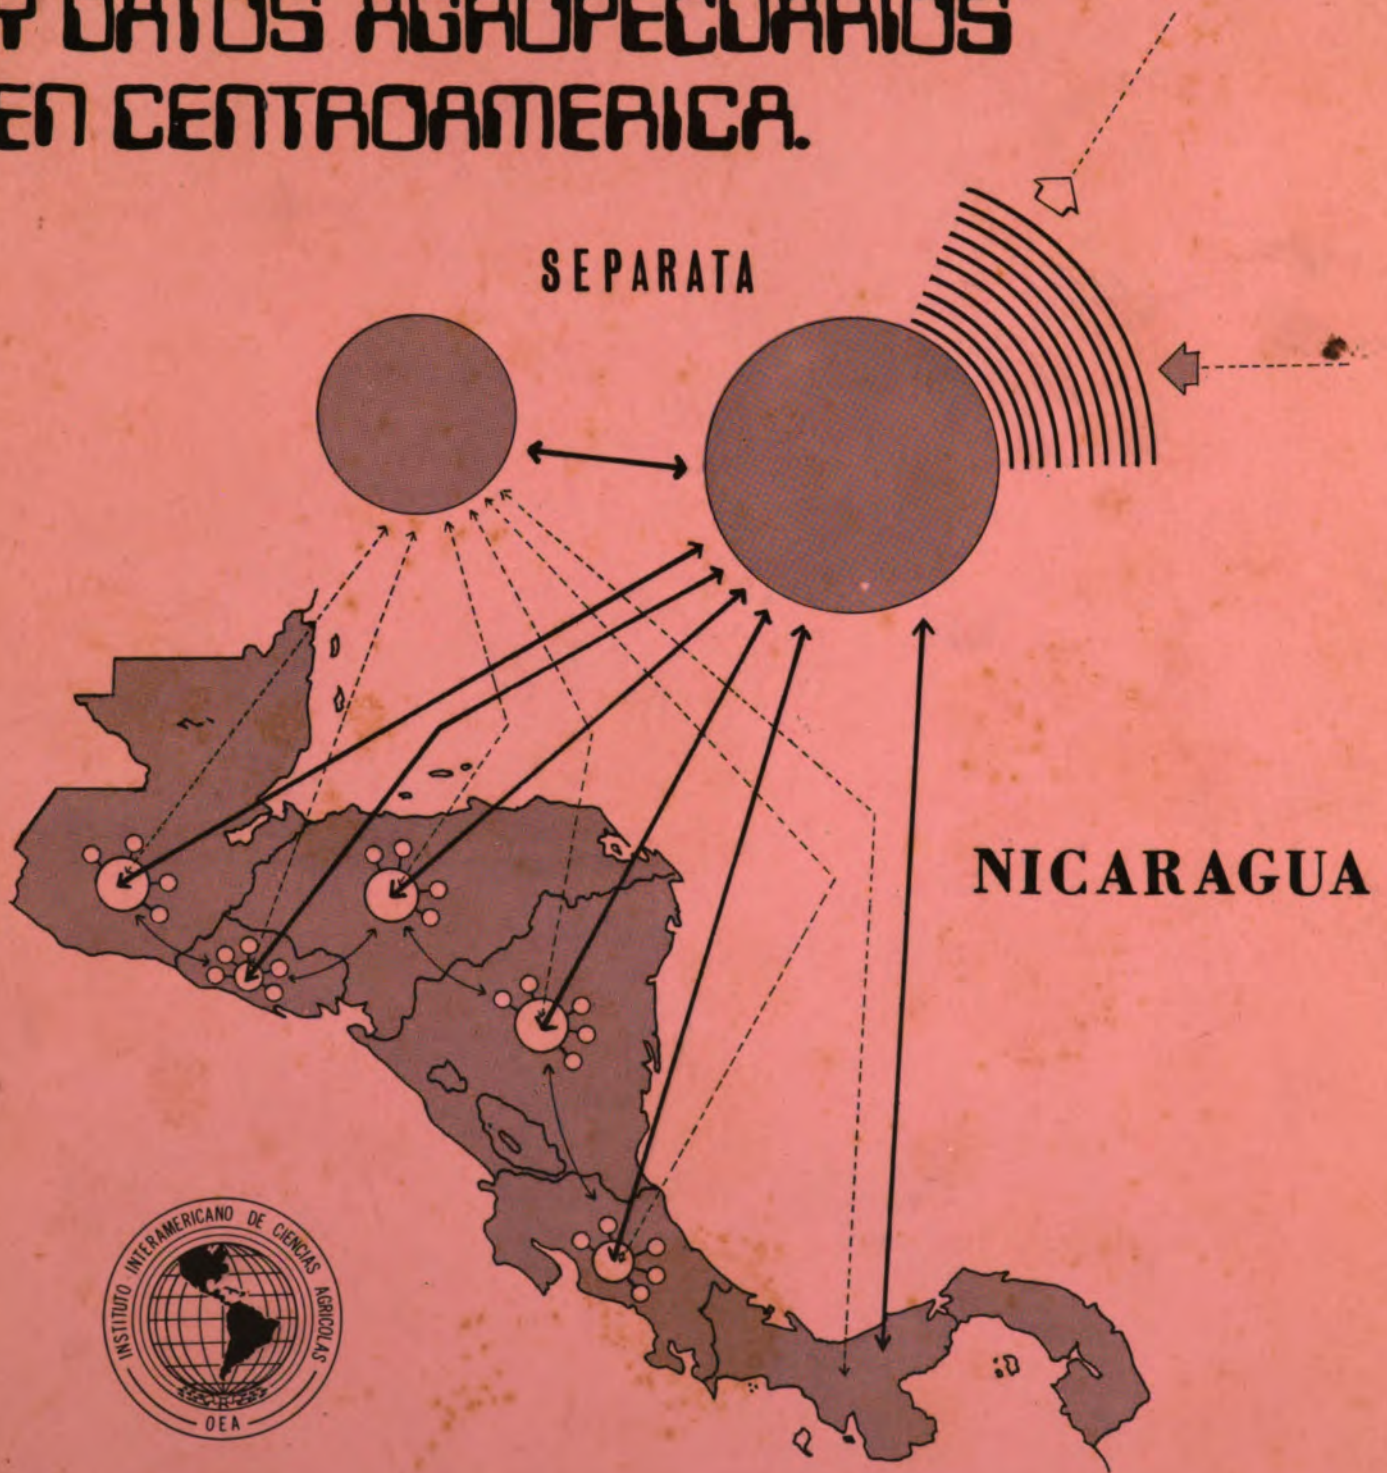 Y DATOS AGROPECUARIOS
EN CENTROAMERICA.
SEPARATA
NICARAGUA
INSTITUTO INTERAMERICANO DE CIENCIAS AGRICOLAS
OEA